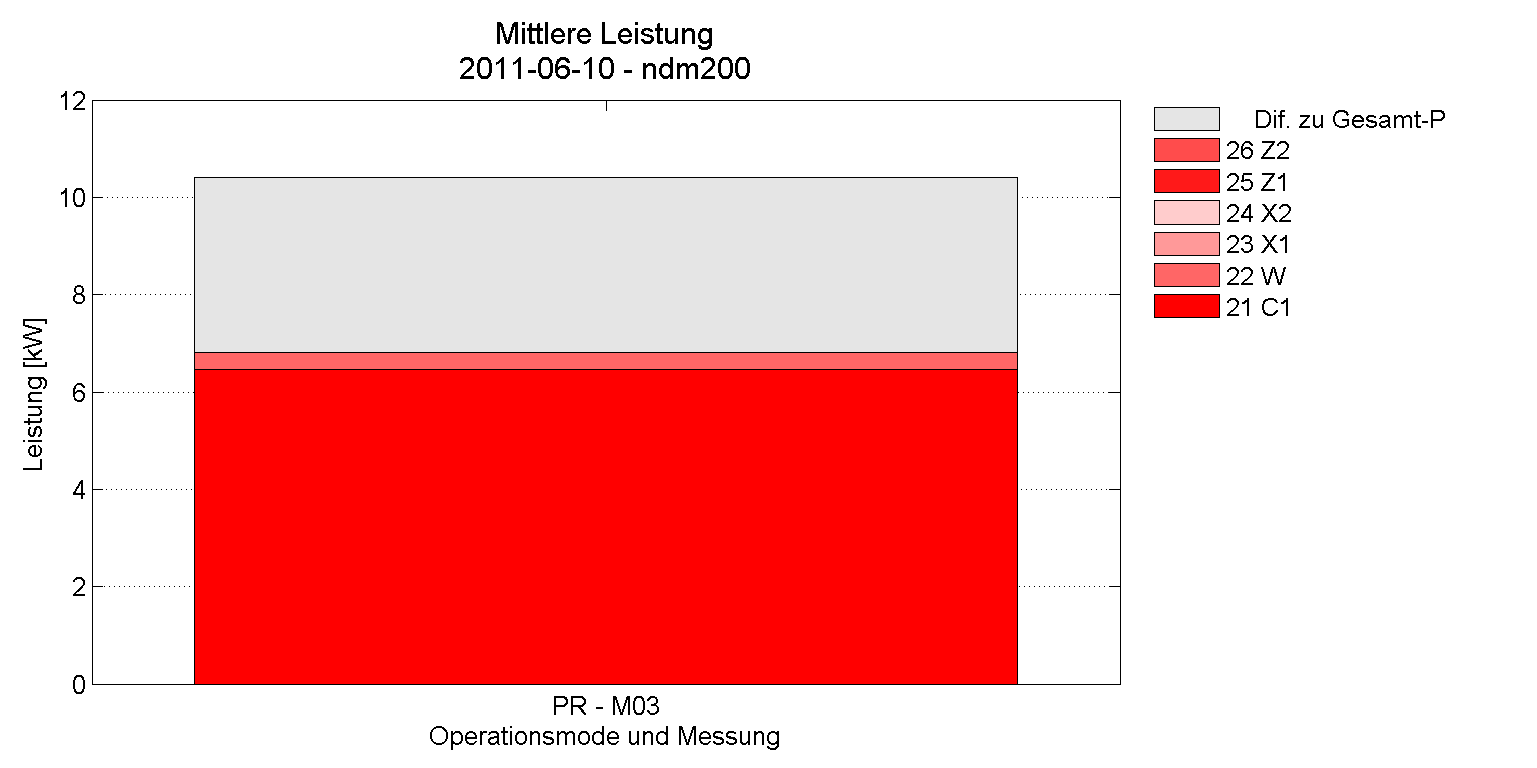 Mittlere Leistung
2011-06-10 - ndm200
12
10
8
6
4
2
0
Leistung [kW]
PR - M03
Operationsmode und Messung
Dif. zu Gesamt-P
26 Z2
25 Z1
24 X2
23 X1
22 W
21 C1